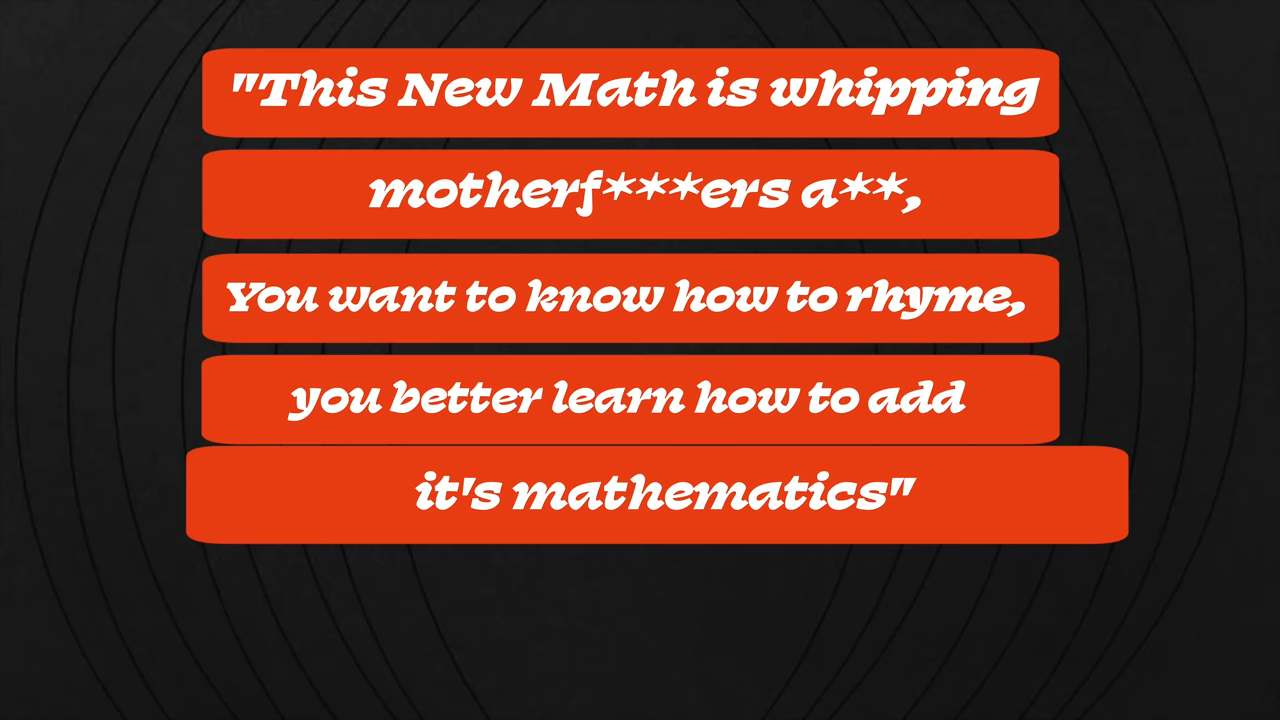 "This New Math is whipping
motherf***ers a**,
You want to know how to rhyme,
you better learn how to add
it's mathematics"